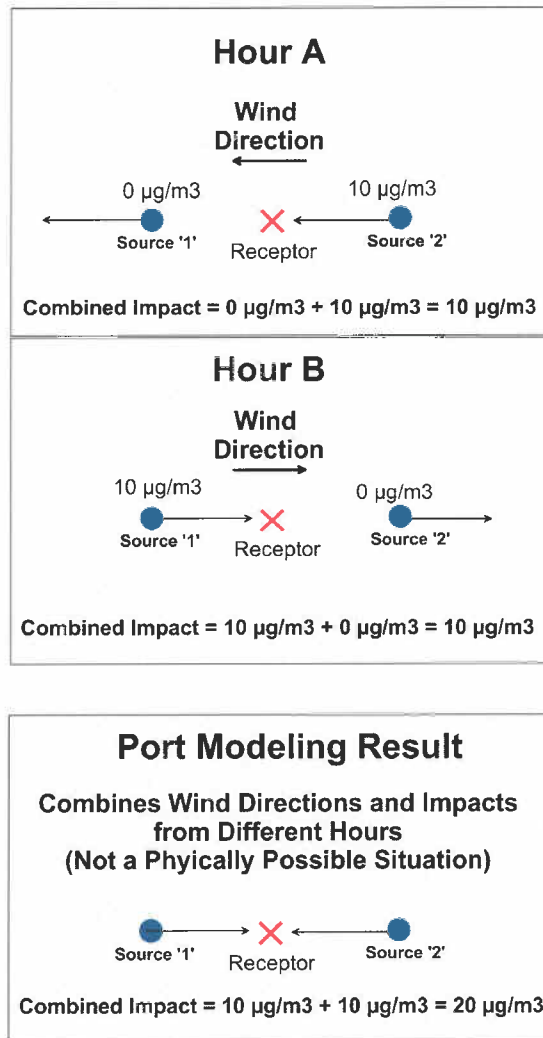 Hour A
Wind
Direction
0 µg/m3
10 µg/m3
Source '1'
Receptor
Source '2'
Combined Impact = 0 µg/m3 + 10 µg/m3 = 10 µg/m3
Hour B
Wind
Direction
10 µg/m3
0 µg/m3
Source '1'
Receptor
Source '2'
Combined Impact = 10 µg/m3 + 0 µg/m3 = 10 µg/m3
Port Modeling Result
Combines Wind Directions and Impacts
from Different Hours
(Not a Phyically Possible Situation)
Source '1'
Receptor
Source '2'
Combined Impact = 10 µg/m3 + 10 µg/m3 = 20 µg/m3